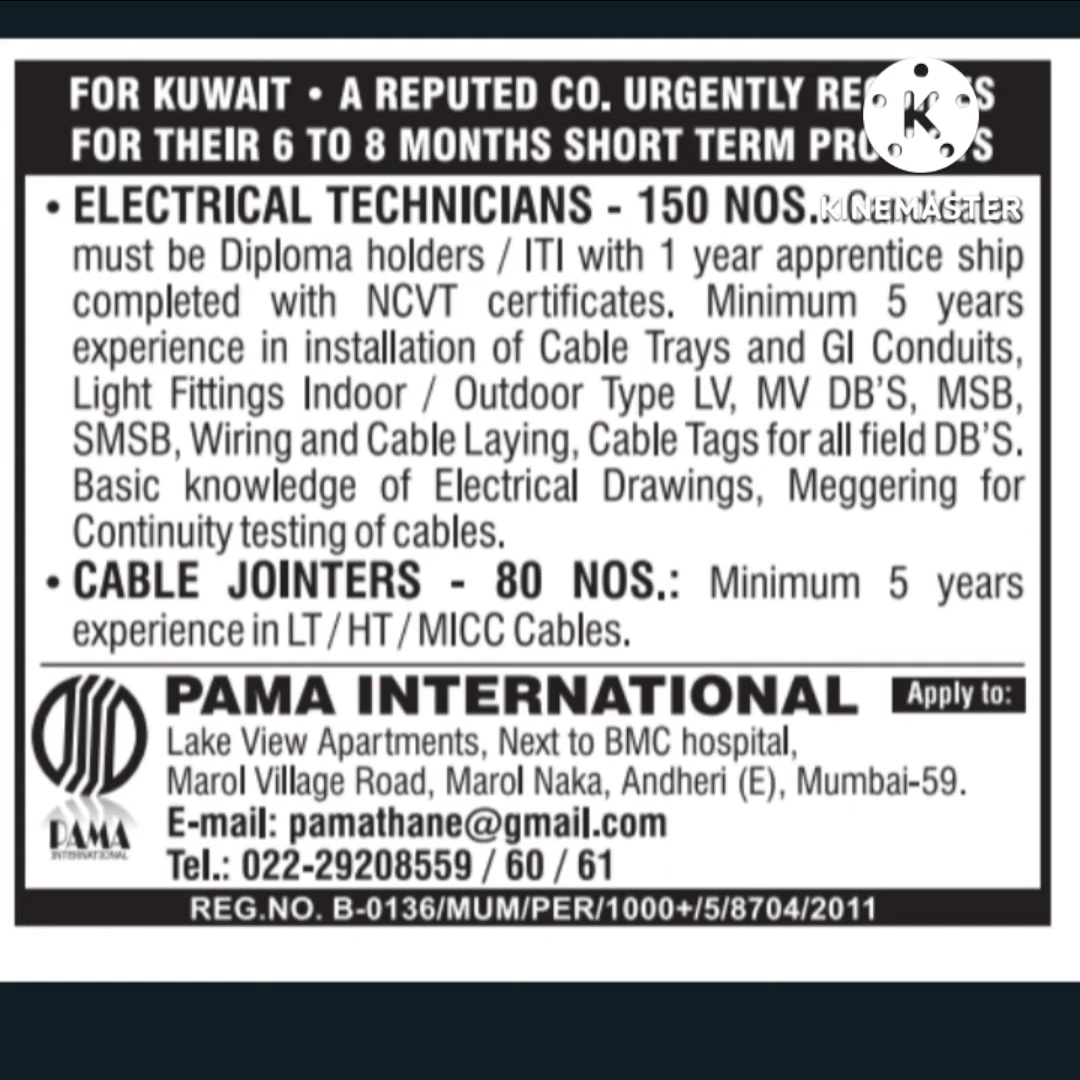 FOR KUWAIT • A REPUTED CO. URGENTLY
FOR THEIR 6 TO 8 MONTHS SHORT TERM
K
KINEMASTER
• ELECTRICAL TECHNICIANS - 150 NOS.: Candidates
must be Diploma holders / ITI with 1 year apprentice ship
completed with NCVT certificates. Minimum 5 years
experience in installation of Cable Trays and GI Conduits,
Light Fittings Indoor / Outdoor Type LV, MV DB'S, MSB,
SMSB, Wiring and Cable Laying, Cable Tags for all field DB'S.
Basic knowledge of Electrical Drawings, Meggering for
Continuity testing of cables.
• CABLE JOINTERS - 80 NOS.: Minimum 5 years
experience in LT / HT / MICC Cables.
PAMA INTERNATIONAL Apply to:
Lake View Apartments, Next to BMC hospital,
Marol Village Road, Marol Naka, Andheri (E), Mumbai-59.
E-mail: pamathane@gmail.com
Tel.: 022-29208559 / 60 / 61
PAMA
INTERNATIONAL
REG.NO. B-0136/MUM/PER/1000+/5/8704/2011